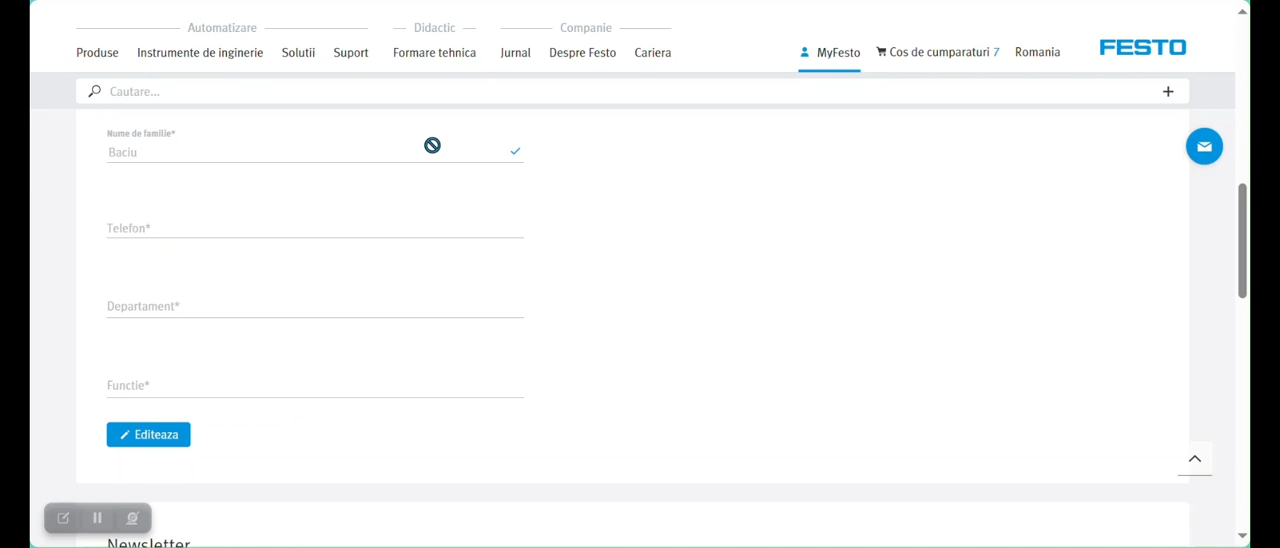 Automatizare
Didactic
Companie
Produse Instrumente de inginerie Solutii Suport Formare tehnica Jurnal Despre Festo Cariera MyFesto Cos de cumparaturi 7 Romania FESTO
Cautare...
Nume de familie*
Baciu
Telefon*
Departament*
Functie*
Editeaza
Newsletter